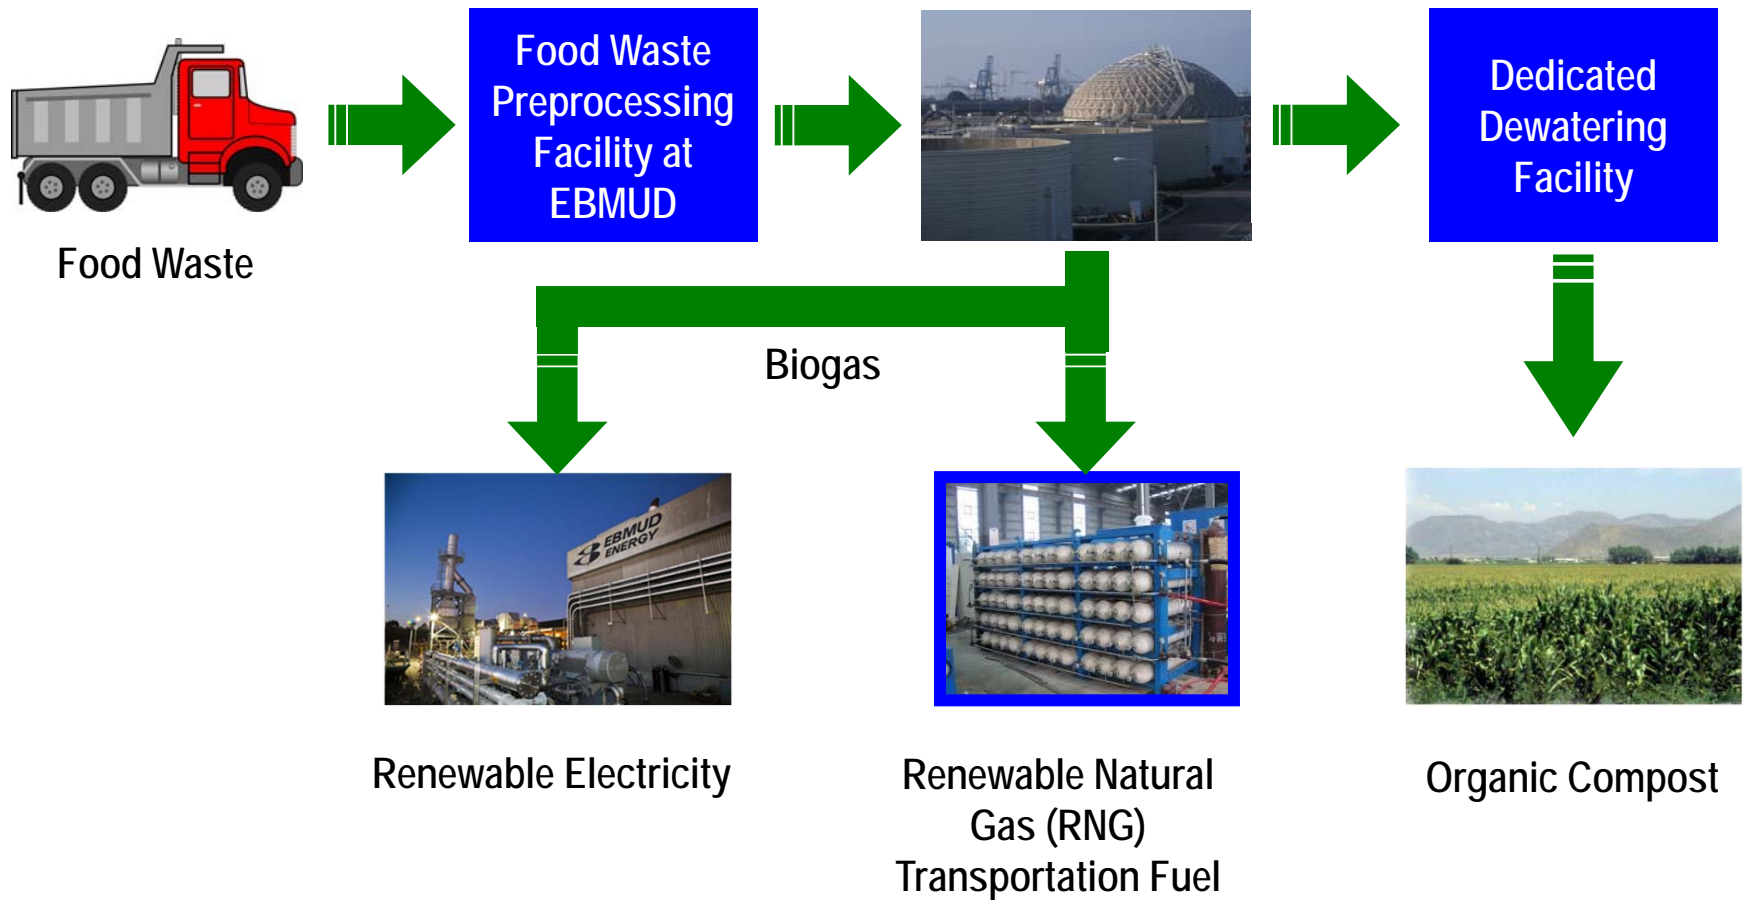 Food Waste
Preprocessing
Facility at
EBMUD
Dedicated
Dewatering
Facility
Food Waste
Biogas
EBMUD
ENERGY
Renewable Electricity
Renewable Natural
Gas (RNG)
Transportation Fuel
Organic Compost